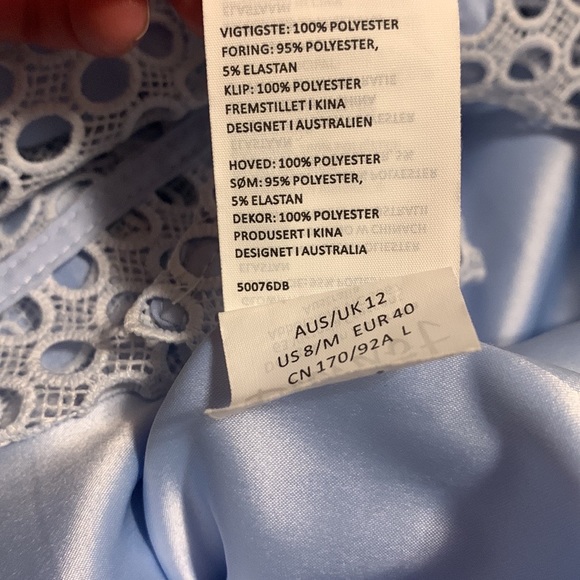 VIGTIGSTE: 100% POLYESTER
FORING: 95% POLYESTER,
5% ELASTAN
KLIP: 100% POLYESTER
FREMSTILLET I KINA
DESIGNET I AUSTRALIEN
HOVED: 100% POLYESTER
SØM: 95% POLYESTER,
5% ELASTAN
DEKOR: 100% POLYESTER
PRODUSERT I KINA
DESIGNET I AUSTRALIA
50076DB
AUS/UK 12
US 8/M EUR 40
CN 170/92A L